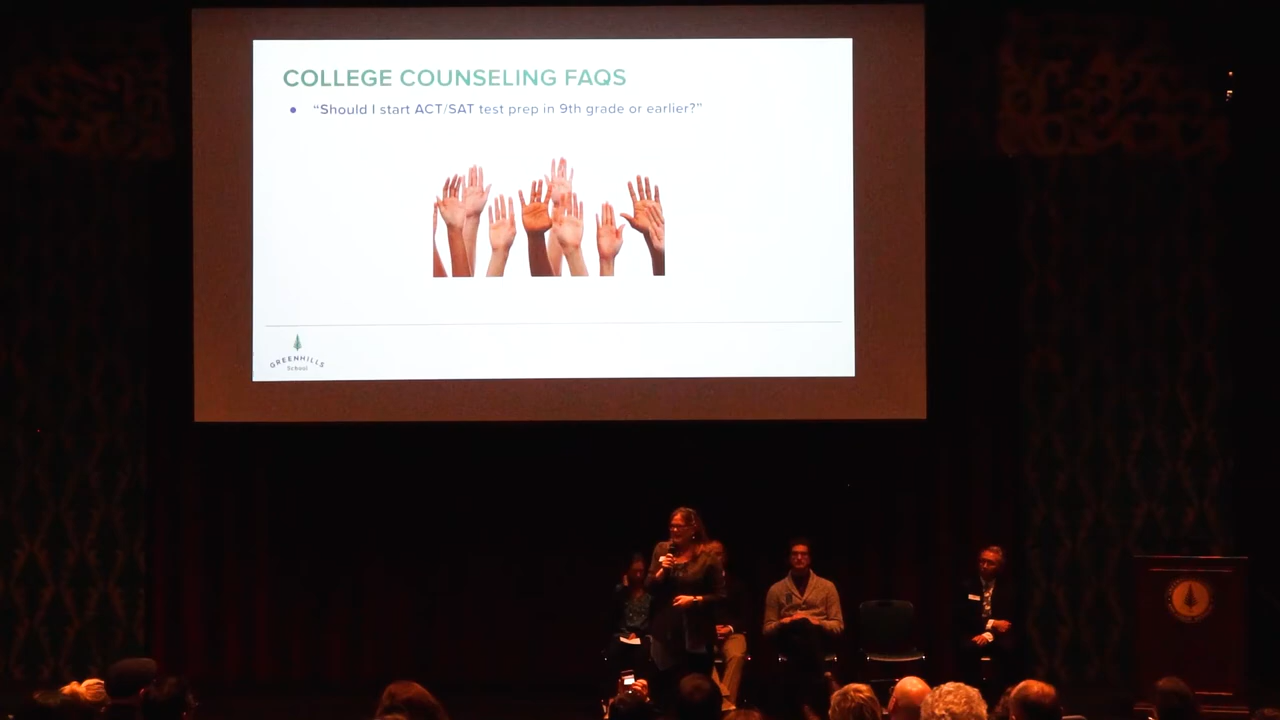 COLLEGE COUNSELING FAQS
● “Should I start ACT/SAT test prep in 9th grade or earlier?”
GREENHILLS
School